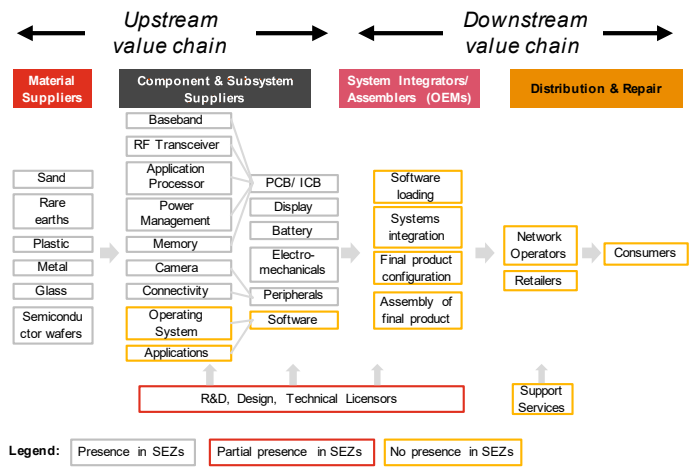 Upstream
value chain
Downstream
value chain
Material
Suppliers
Component & Subsystem
Suppliers
System Integrators/
Assemblers (OEMs)
Distribution & Repair
Sand
Rare
earths
Plastic
Metal
Glass
Semicondu
ctor wafers
Baseband
RF Transceiver
Application
Processor
Power
Management
Memory
Camera
Connectivity
Operating
System
Applications
PCB/ ICB
Display
Battery
Electro-
mechanicals
Peripherals
Software
Software
loading
Systems
integration
Final product
configuration
Assembly of
final product
Network
Operators
Retailers
Consumers
R&D, Design, Technical Licensors
Support
Services
Legend:
Presence in SEZs
Partial presence in SEZs
No presence in SEZs